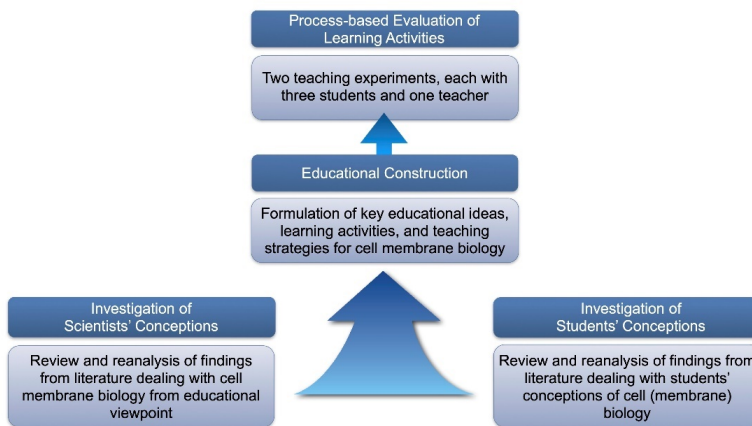 Process-based Evaluation of
Learning Activities
Two teaching experiments, each with
three students and one teacher
Educational Construction
Formulation of key educational ideas,
learning activities, and teaching
strategies for cell membrane biology
Investigation of
Scientists' Conceptions
Review and reanalysis of findings
from literature dealing with cell
membrane biology from educational
viewpoint
Investigation of
Students' Conceptions
Review and reanalysis of findings from
literature dealing with students'
conceptions of cell (membrane)
biology